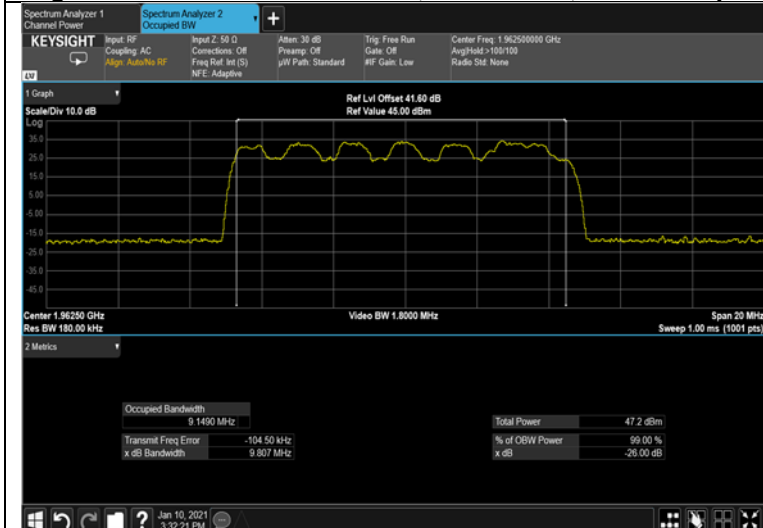 Spectrum Analyzer 1
Channel Power
Spectrum Analyzer 2
Occupied BW
+
KEYSIGHT
Input: RF
Coupling: AC
Align: Auto/No RF
Input Z: 50 Ω
Corrections: Off
Freq Ref: Int (S)
NFE: Adaptive
Atten: 30 dB
Preamp: Off
µW Path: Standard
Trig: Free Run
Gate: Off
#IF Gain: Low
Center Freq: 1.962500000 GHz
Avg|Hold:>100/100
Radio Std: None
LXI
1 Graph
Scale/Div 10.0 dB
Ref Lvl Offset 41.60 dB
Ref Value 45.00 dBm
Log
35.0
25.0
15.0
5.00
-5.00
-15.0
-25.0
-35.0
-45.0
Center 1.96250 GHz
Res BW 180.00 kHz
Video BW 1.8000 MHz
Span 20 MHz
Sweep 1.00 ms (1001 pts)
2 Metrics
Occupied Bandwidth
9.1490 MHz
Transmit Freq Error -104.50 kHz
x dB Bandwidth 9.807 MHz
Total Power 47.2 dBm
% of OBW Power 99.00 %
x dB -26.00 dB
?
Jan 10, 2021
3:32:21 PM